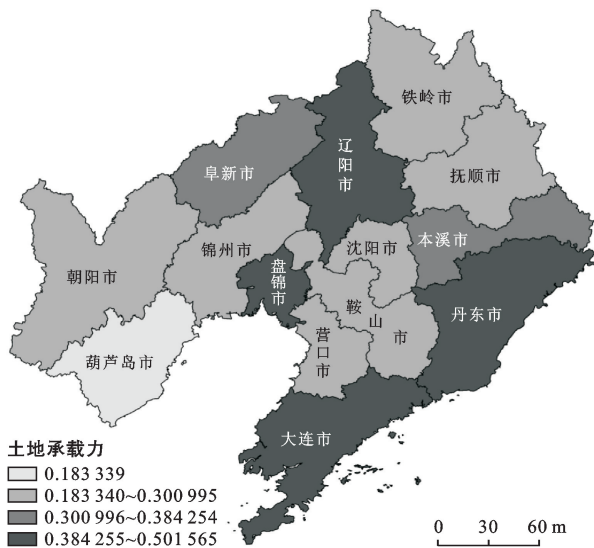 铁岭市
辽阳市
抚顺市
阜新市
本溪市
沈阳市
锦州市
盘锦市
朝阳市
鞍山市
丹东市
营口市
葫芦岛市
大连市
土地承载力
0.183 339
0.183 340~0.300 995
0.300 996~0.384 254
0.384 255~0.501 565
0 30 60 m